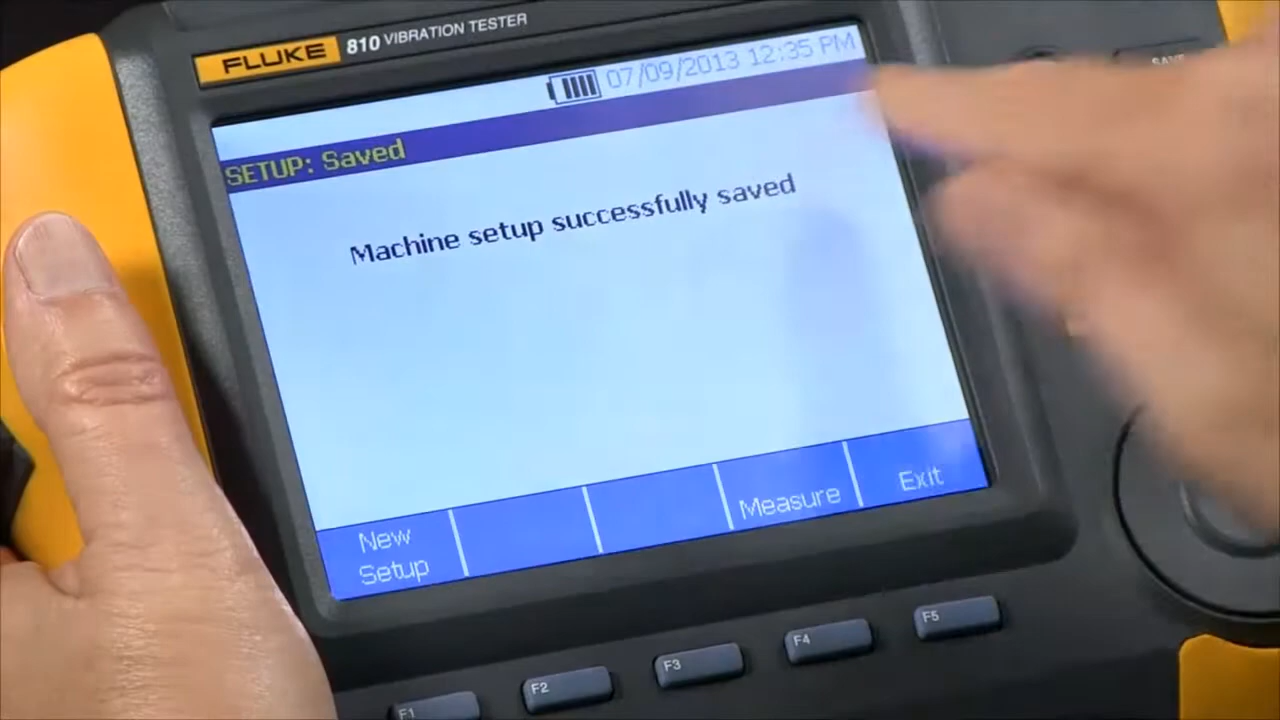 FLUKE 810 VIBRATION TESTER
SAVE
07/09/2013 12:35 PM
SETUP: Saved
Machine setup successfully saved
New
Setup
Measure
Exit
F1
F2
F3
F4
F5